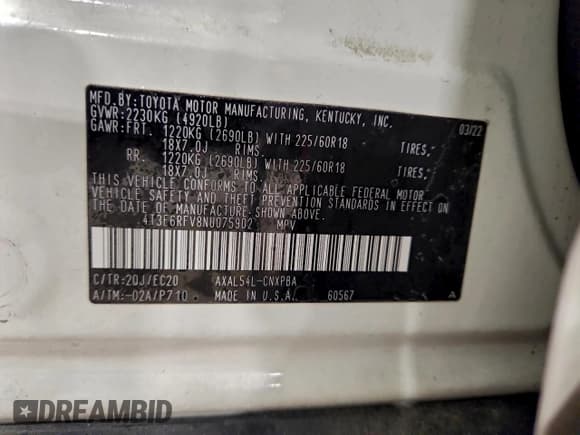 MFD.BY:TOYOTA MOTOR MANUFACTURING, KENTUCKY, INC.
GVWR:2230KG (4920LB) 03/22
GAWR:FRT. 1220KG (2690LB) WITH 225/60R18 TIRES,
18X7.0J RIMS.
RR. 1220KG (2690LB) WITH 225/60R18 TIRES,
18X7.0J RIMS.
THIS VEHICLE CONFORMS TO ALL APPLICABLE FEDERAL MOTOR
VEHICLE SAFETY AND THEFT PREVENTION STANDARDS IN EFFECT ON
THE DATE OF MANUFACTURE SHOWN ABOVE.
4T3E6RFV8NU075902 MPV
C/TR:20J/EC20 AXAL54L-CNXPBA
A/TM:-02A/P710 MADE IN U.S.A. 60567 A
DREAMBID